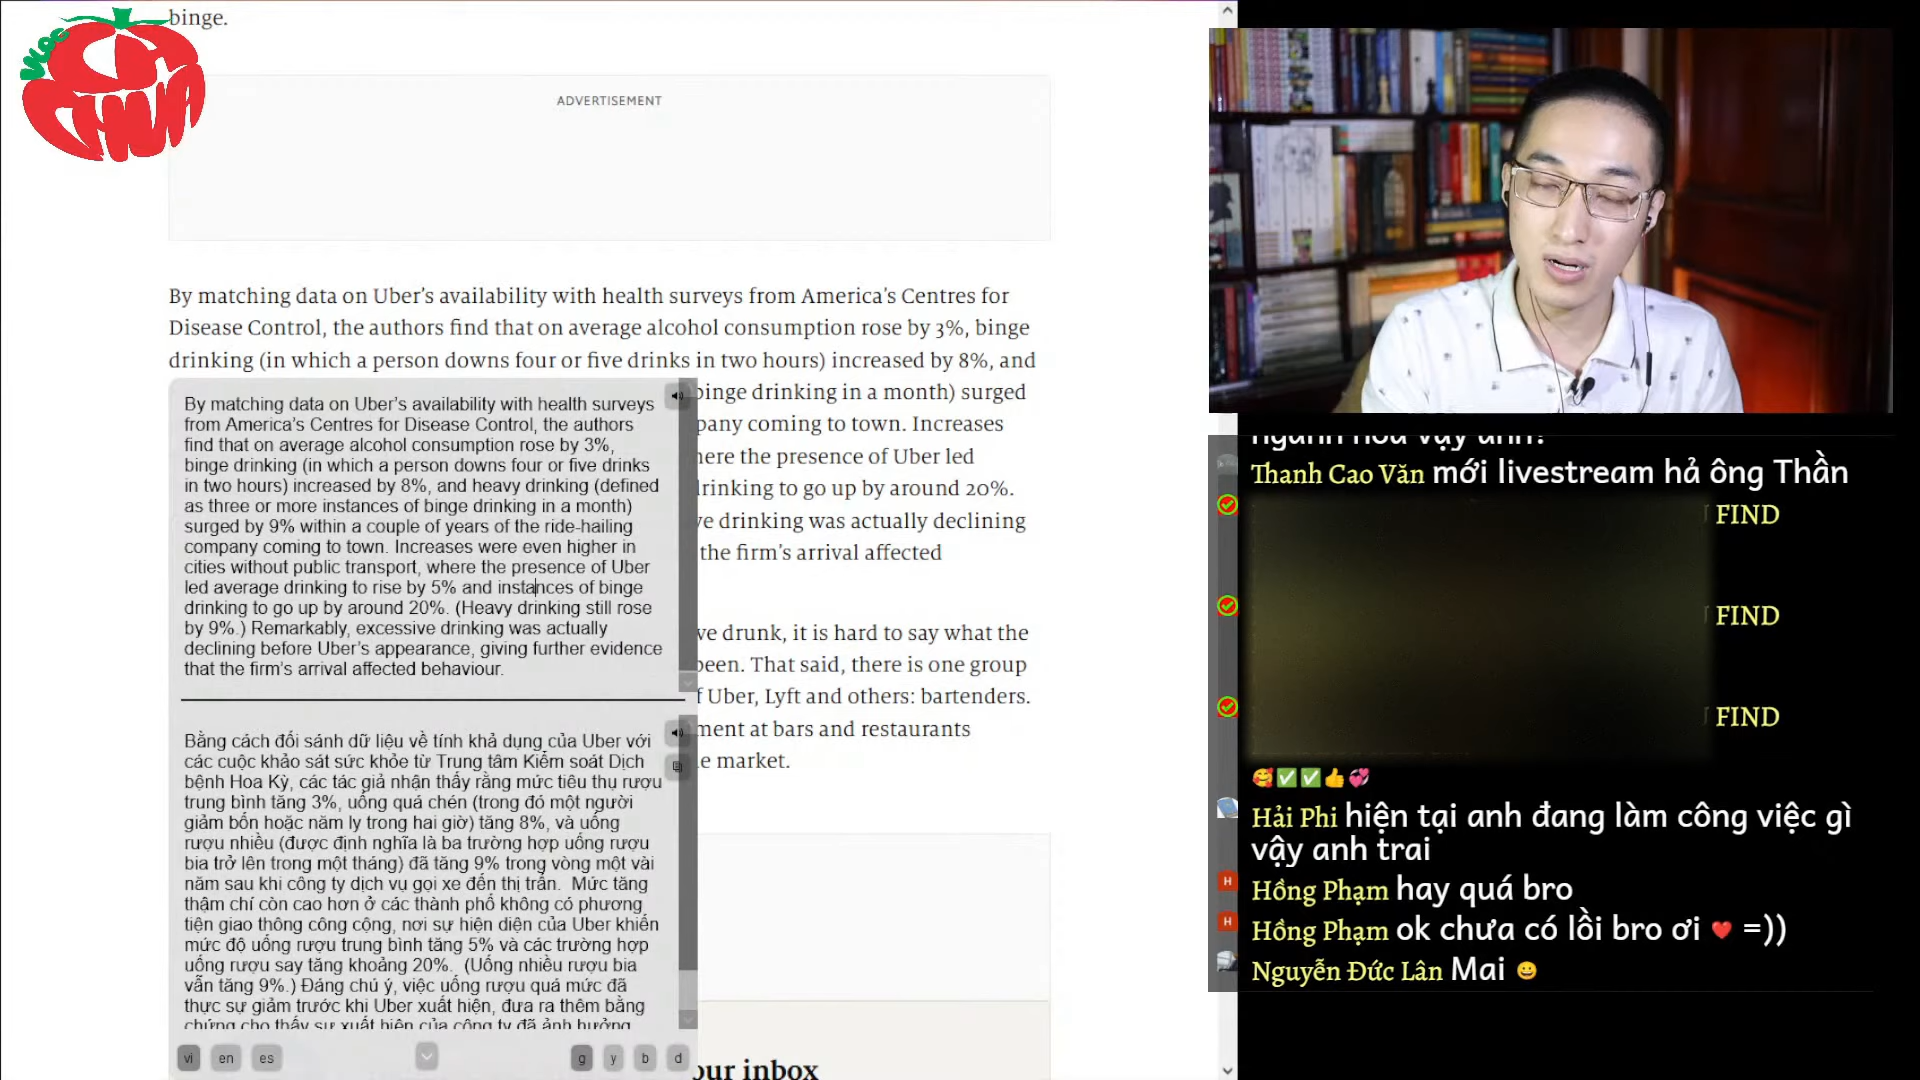 binge.
VLOG
CÀ
CHUA
ADVERTISEMENT
By matching data on Uber’s availability with health surveys from America’s Centres for
Disease Control, the authors find that on average alcohol consumption rose by 3%, binge
drinking (in which a person downs four or five drinks in two hours) increased by 8%, and
binge drinking in a month) surged
pany coming to town. Increases
here the presence of Uber led
drinking to go up by around 20%.
ve drinking was actually declining
the firm’s arrival affected
ve drunk, it is hard to say what the
been. That said, there is one group
f Uber, Lyft and others: bartenders.
ment at bars and restaurants
e market.
our inbox
By matching data on Uber’s availability with health surveys
from America’s Centres for Disease Control, the authors
find that on average alcohol consumption rose by 3%,
binge drinking (in which a person downs four or five drinks
in two hours) increased by 8%, and heavy drinking (defined
as three or more instances of binge drinking in a month)
surged by 9% within a couple of years of the ride-hailing
company coming to town. Increases were even higher in
cities without public transport, where the presence of Uber
led average drinking to rise by 5% and instances of binge
drinking to go up by around 20%. (Heavy drinking still rose
by 9%.) Remarkably, excessive drinking was actually
declining before Uber’s appearance, giving further evidence
that the firm’s arrival affected behaviour.
Bằng cách đối sánh dữ liệu về tính khả dụng của Uber với
các cuộc khảo sát sức khỏe từ Trung tâm Kiểm soát Dịch
bệnh Hoa Kỳ, các tác giả nhận thấy rằng mức tiêu thụ rượu
trung bình tăng 3%, uống quá chén (trong đó một người
giảm bốn hoặc năm ly trong hai giờ) tăng 8%, và uống
rượu nhiều (được định nghĩa là ba trường hợp uống rượu
bia trở lên trong một tháng) đã tăng 9% trong vòng một vài
năm sau khi công ty dịch vụ gọi xe đến thị trấn. Mức tăng
thậm chí còn cao hơn ở các thành phố không có phương
tiện giao thông công cộng, nơi sự hiện diện của Uber khiến
mức độ uống rượu trung bình tăng 5% và các trường hợp
uống rượu say tăng khoảng 20%. (Uống nhiều rượu bia
vẫn tăng 9%.) Đáng chú ý, việc uống rượu quá mức đã
thực sự giảm trước khi Uber xuất hiện, đưa ra thêm bằng
chứng cho thấy sự xuất hiện của công ty đã ảnh hưởng
vi en es g y b d
ngành hóa vậy anh?
Thanh Cao Văn mới livestream hả ông Thần
FIND
FIND
FIND
🥰✅✅👍💞
Hải Phi hiện tại anh đang làm công việc gì
vậy anh trai
H Hồng Phạm hay quá bro
H Hồng Phạm ok chưa có lồi bro ơi ❤️ =))
Nguyễn Đức Lân Mai 😀